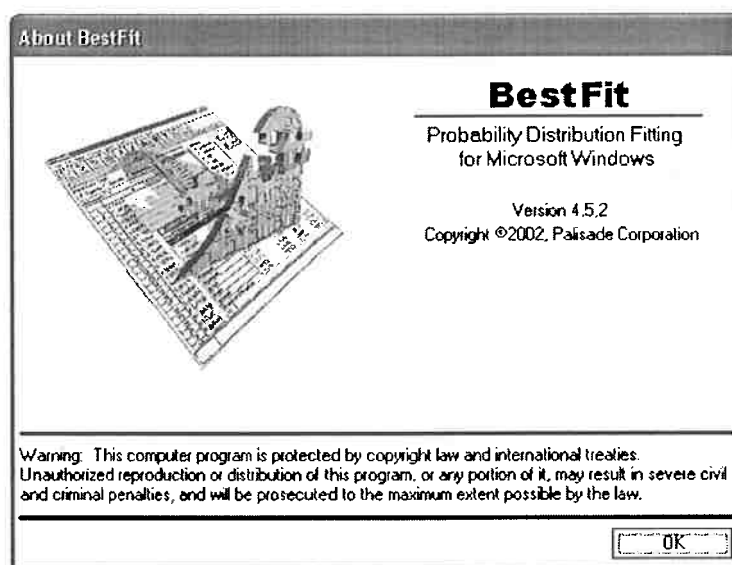 About BestFit
BestFit
Probability Distribution Fitting
for Microsoft Windows
Version 4.5.2
Copyright ©2002, Palisade Corporation
Warning: This computer program is protected by copyright law and international treaties.
Unauthorized reproduction or distribution of this program, or any portion of it, may result in severe civil
and criminal penalties, and will be prosecuted to the maximum extent possible by the law.
OK